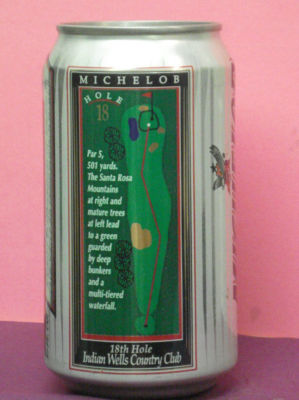 MICHELOB
HOLE
18
Par 5,
501 yards.
The Santa Rosa
Mountains
at right and
mature trees
at left lead
to a green
guarded
by deep
bunkers
and a
multi-tiered
waterfall.
18th Hole
Indian Wells Country Club